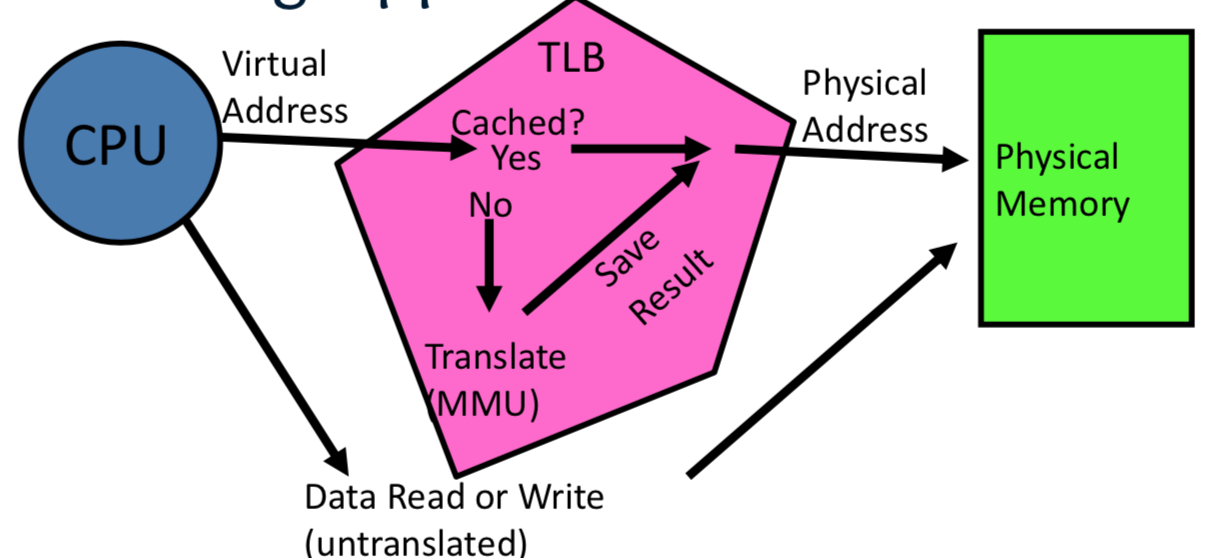 CPU
Virtual
Address
TLB
Cached?
Yes
No
Save
Result
Translate
(MMU)
Physical
Address
Physical
Memory
Data Read or Write
(untranslated)